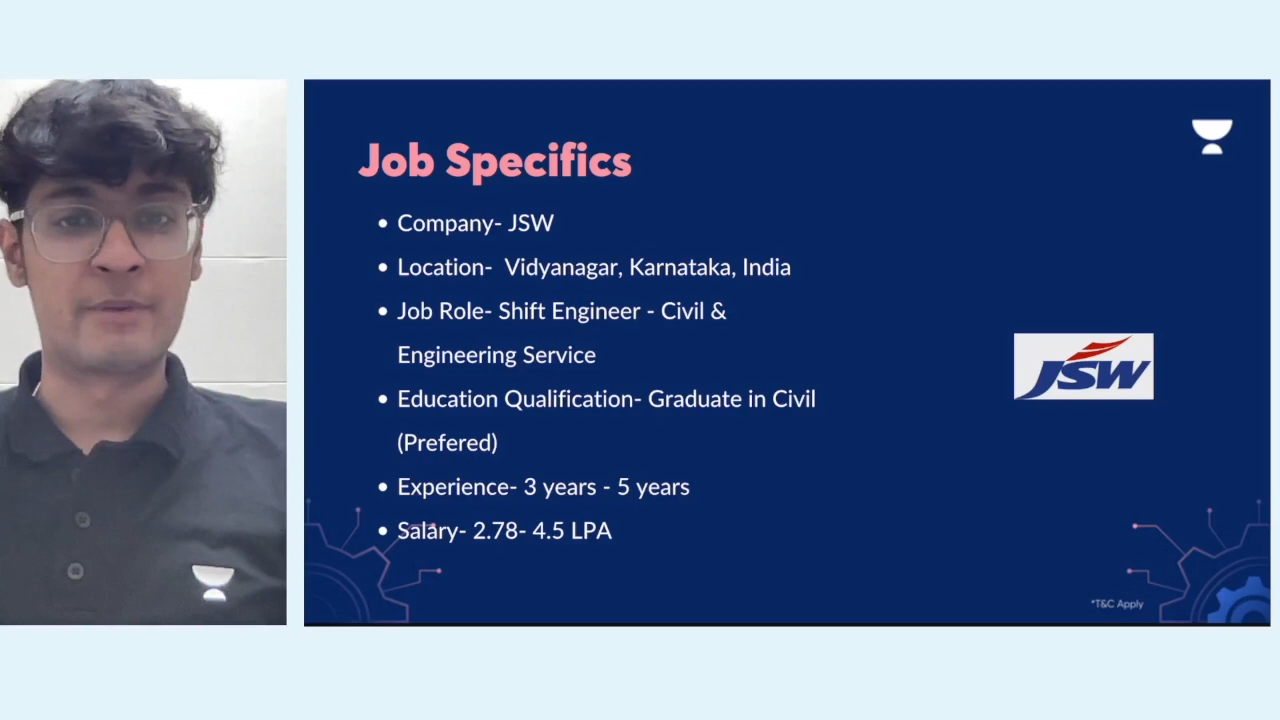 Job Specifics
• Company- JSW
• Location-  Vidyanagar, Karnataka, India
• Job Role- Shift Engineer - Civil &
Engineering Service
• Education Qualification- Graduate in Civil
(Prefered)
• Experience- 3 years - 5 years
• Salary- 2.78- 4.5 LPA
JSW
*T&C Apply